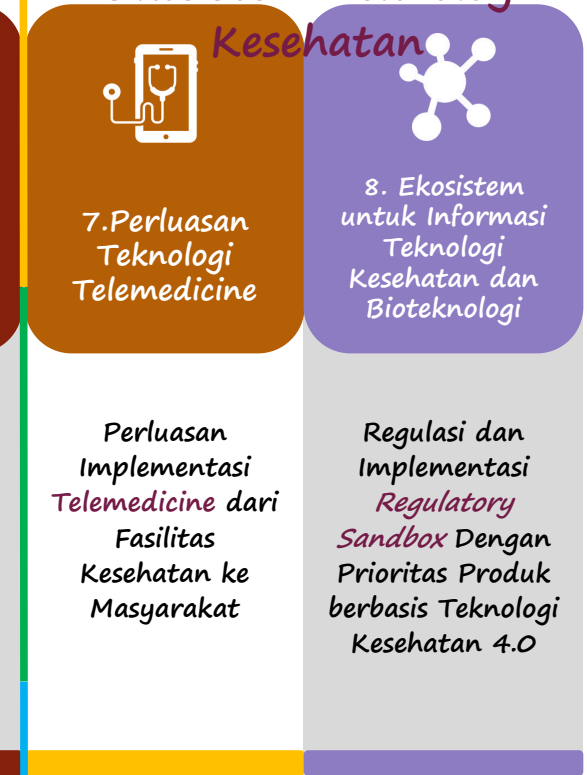 Kesehatan
7.Perluasan
Teknologi
Telemedicine
8. Ekosistem
untuk Informasi
Teknologi
Kesehatan dan
Bioteknologi
Perluasan
Implementasi
Telemedicine dari
Fasilitas
Kesehatan ke
Masyarakat
Regulasi dan
Implementasi
Regulatory
Sandbox Dengan
Prioritas Produk
berbasis Teknologi
Kesehatan 4.0